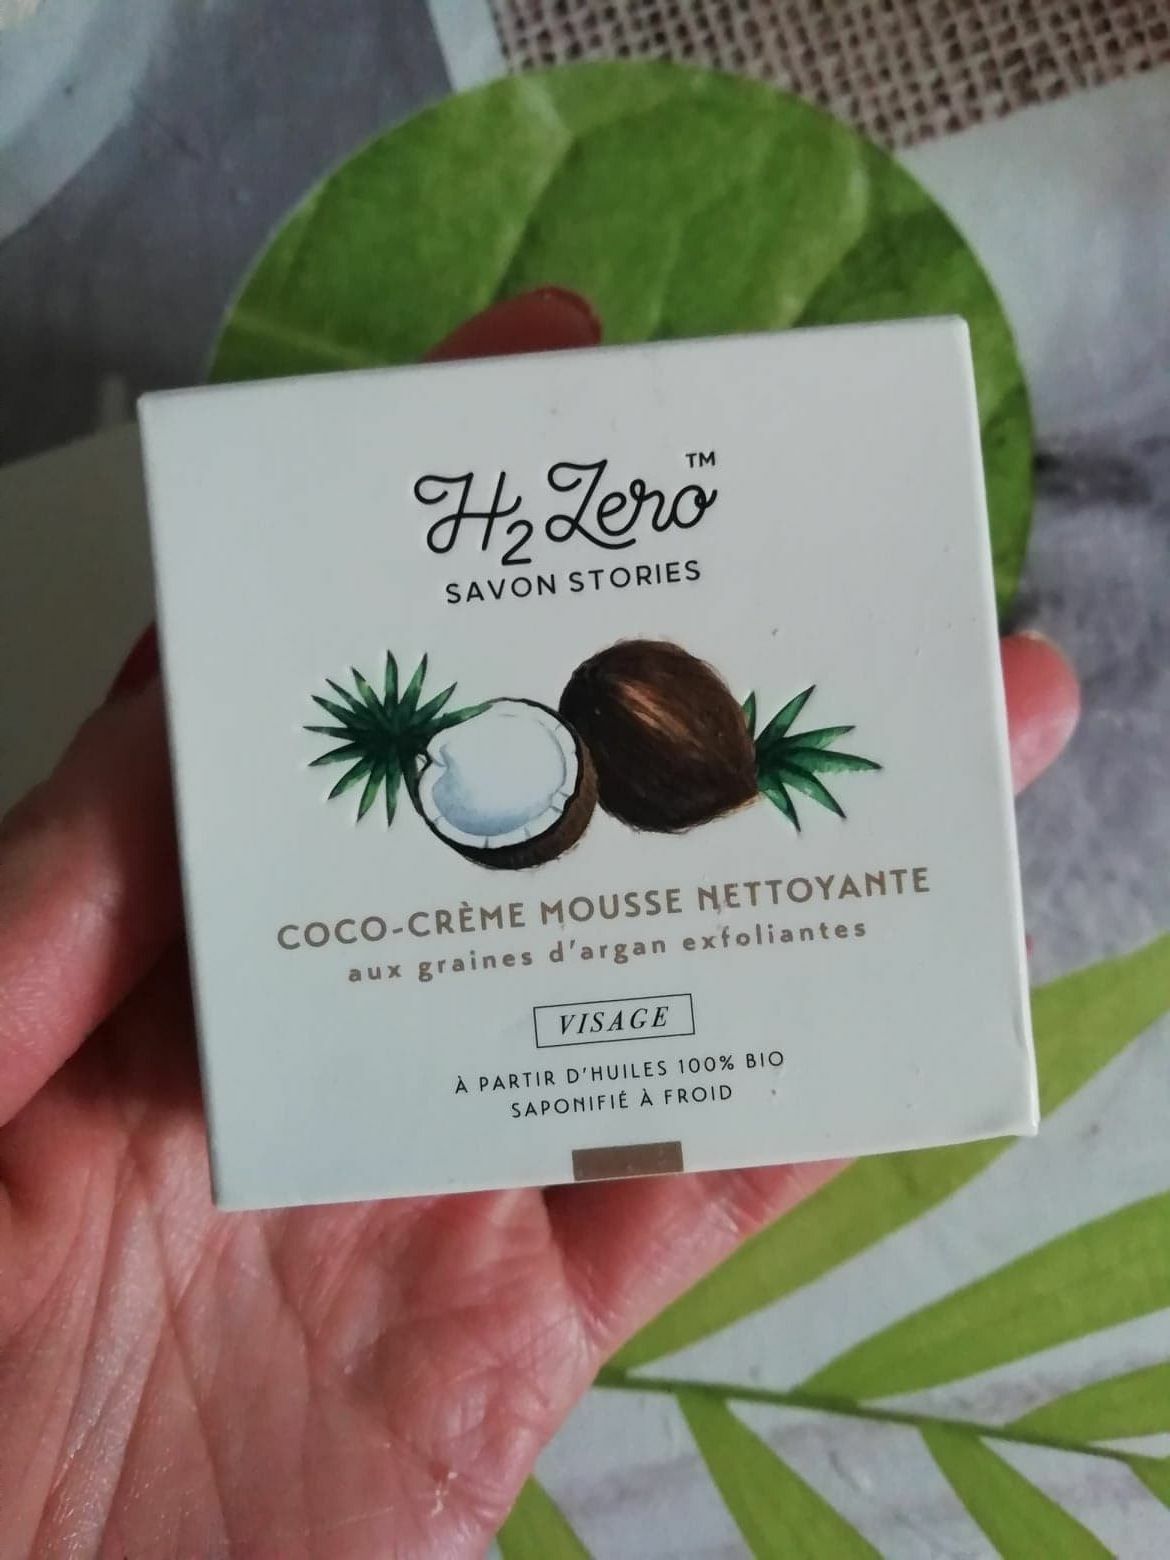 H₂Zero™
SAVON STORIES
COCO-CRÈME MOUSSE NETTOYANTE
aux graines d'argan exfoliantes
VISAGE
À PARTIR D'HUILES 100% BIO
SAPONIFIÉ À FROID